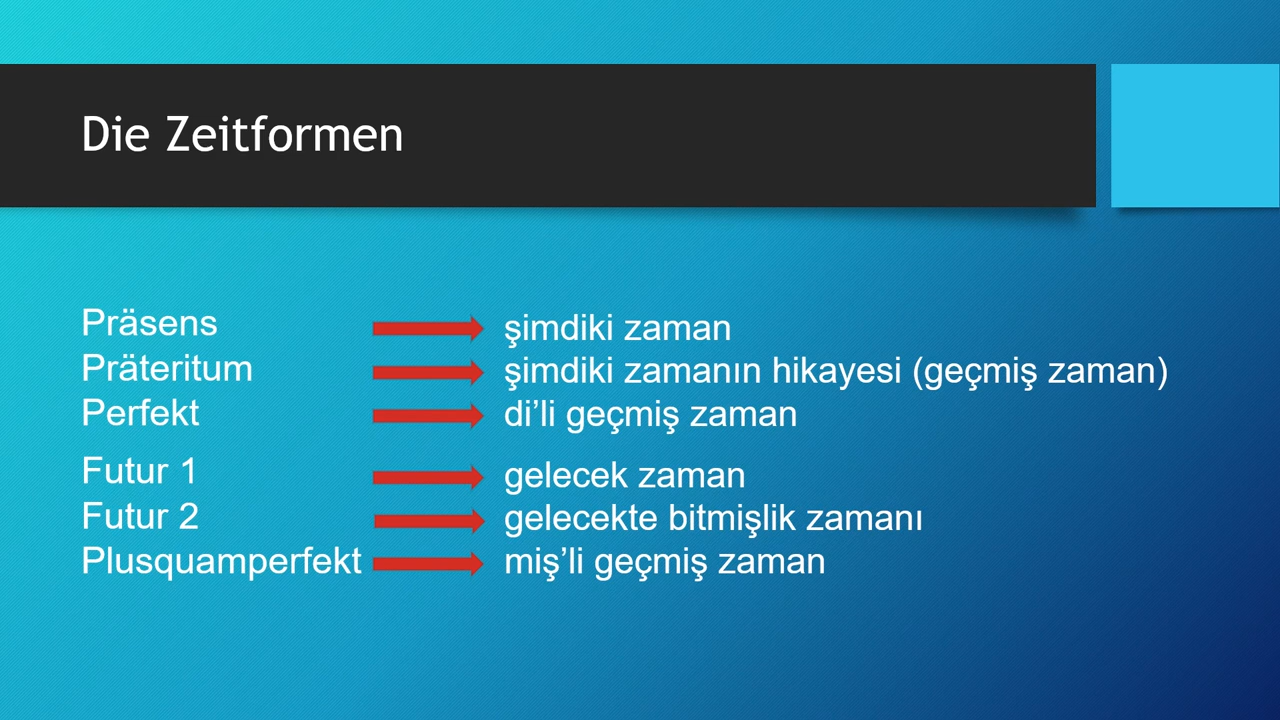 Die Zeitformen
Präsens şimdiki zaman
Präteritum şimdiki zamanın hikayesi (geçmiş zaman)
Perfekt di’li geçmiş zaman
Futur 1 gelecek zaman
Futur 2 gelecekte bitmişlik zamanı
Plusquamperfekt miş’li geçmiş zaman